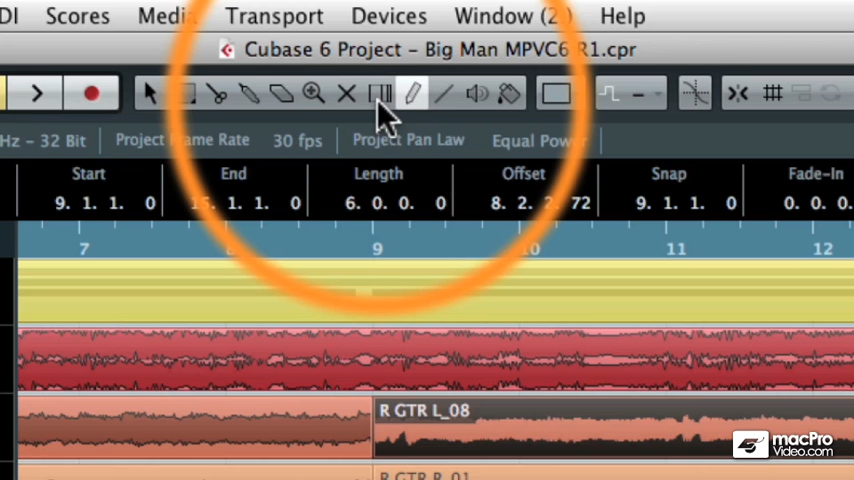 DI Scores Media Transport Devices Window (2) Help
Cubase 6 Project - Big Man MPVC6 R1.cpr
Hz - 32 Bit Project Frame Rate 30 fps Project Pan Law Equal Power
Start End Length Offset Snap Fade-In
9. 1. 1. 0 15. 1. 1. 0 6. 0. 0. 0 8. 2. 2. 72 9. 1. 1. 0 0. 0. 0.
7 8 9 10 11 12
R GTR L_08
macPro
Video.com
R GTR R_01